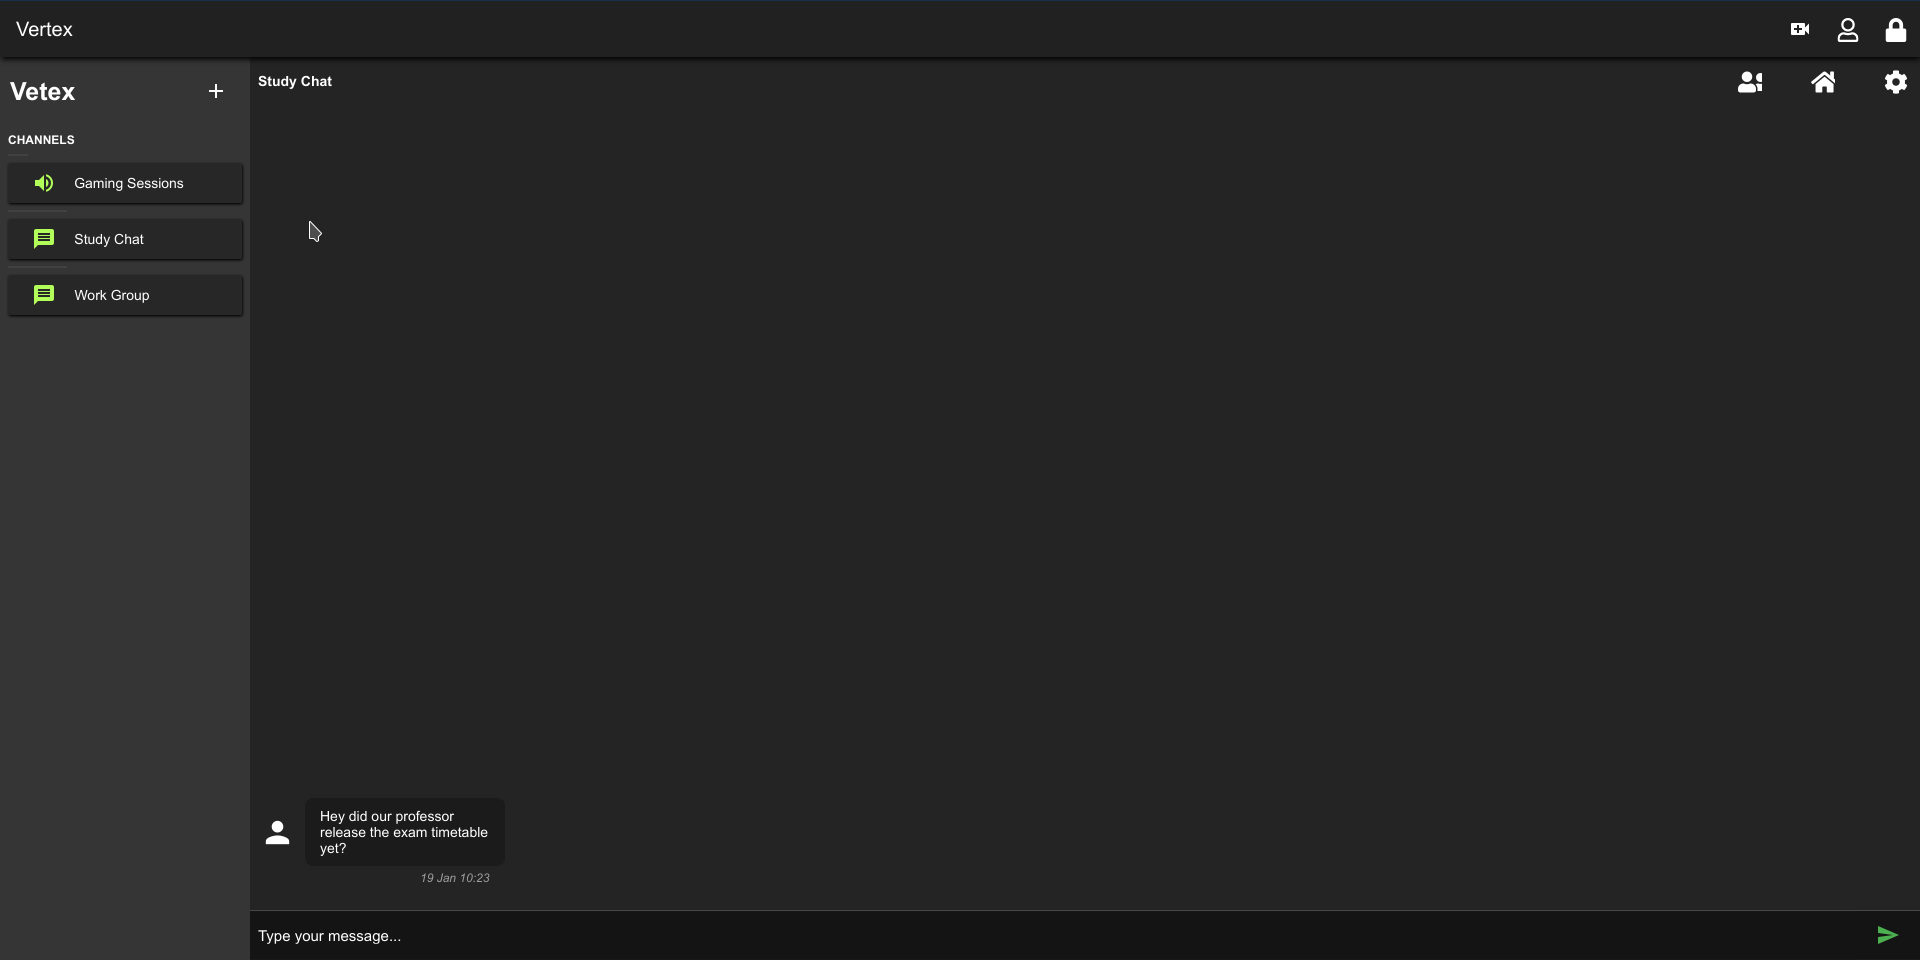 Vertex
Vetex
CHANNELS
Gaming Sessions
Study Chat
Work Group
Study Chat
Hey did our professor
release the exam timetable
yet?
19 Jan 10:23
Type your message...